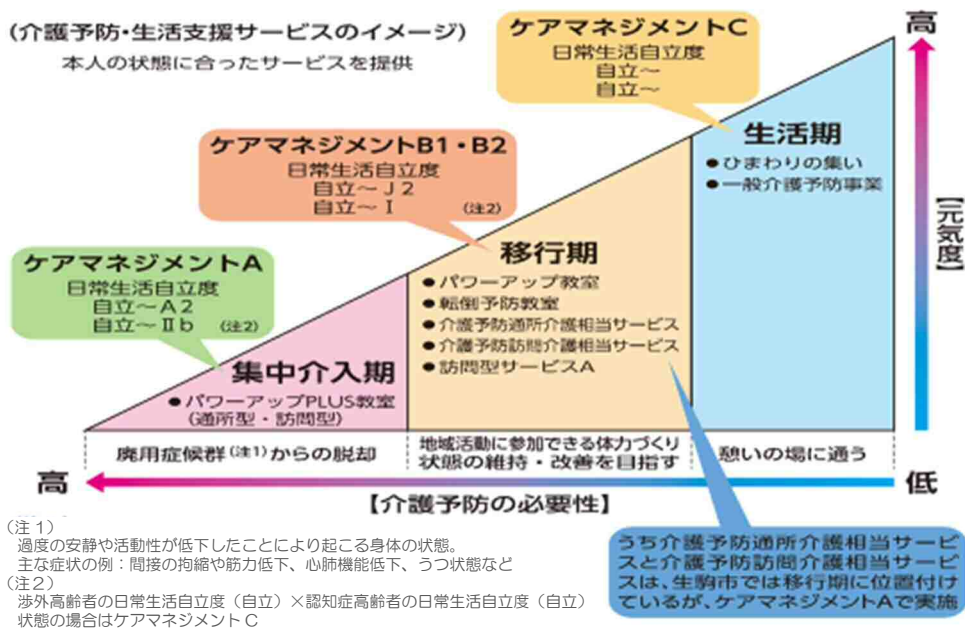 (介護予防・生活支援サービスのイメージ)
本人の状態に合ったサービスを提供
ケアマネジメントC
日常生活自立度
自立～
自立～
高
ケアマネジメントB1・B2
日常生活自立度
自立～J2
自立～I (注2)
生活期
●ひまわりの集い
●一般介護予防事業
【元気度】
ケアマネジメントA
日常生活自立度
自立～A2
自立～Ⅱb (注2)
移行期
●パワーアップ教室
●転倒予防教室
●介護予防通所介護相当サービス
●介護予防訪問介護相当サービス
●訪問型サービスA
集中介入期
●パワーアップPLUS教室
(通所型・訪問型)
廃用症候群(注1)からの脱却
地域活動に参加できる体力づくり
状態の維持・改善を目指す
憩いの場に通う
高
低
【介護予防の必要性】
(注1)
過度の安静や活動性が低下したことにより起こる身体の状態。
主な症状の例：間接の拘縮や筋力低下、心肺機能低下、うつ状態など
(注2)
渉外高齢者の日常生活自立度（自立）×認知症高齢者の日常生活自立度（自立）
状態の場合はケアマネジメントC
うち介護予防通所介護相当サービ
スと介護予防訪問介護相当サービ
スは、生駒市では移行期に位置付け
ているが、ケアマネジメントAで実施